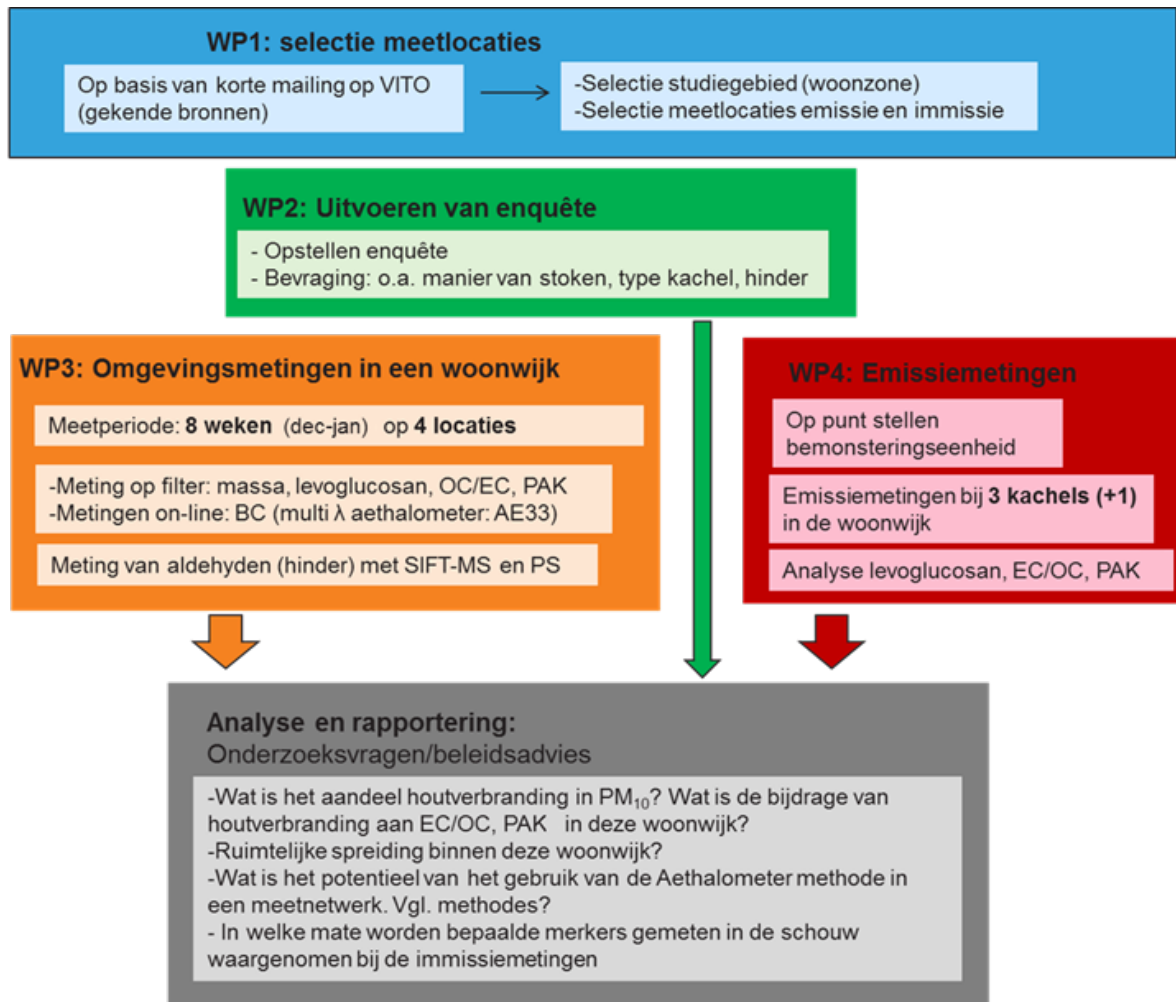 WP1: selectie meetlocaties
Op basis van korte mailing op VITO
(gekende bronnen)
-Selectie studiegebied (woonzone)
-Selectie meetlocaties emissie en immissie
WP2: Uitvoeren van enquête
- Opstellen enquête
- Bevraging: o.a. manier van stoken, type kachel, hinder
WP3: Omgevingsmetingen in een woonwijk
Meetperiode: 8 weken (dec-jan) op 4 locaties
-Meting op filter: massa, levoglucosan, OC/EC, PAK
-Metingen on-line: BC (multi λ aethalometer: AE33)
Meting van aldehyden (hinder) met SIFT-MS en PS
WP4: Emissiemetingen
Op punt stellen
bemonsteringseenheid
Emissiemetingen bij 3 kachels (+1)
in de woonwijk
Analyse levoglucosan, EC/OC, PAK
Analyse en rapportering:
Onderzoeksvragen/beleidsadvies
-Wat is het aandeel houtverbranding in PM₁₀? Wat is de bijdrage van
houtverbranding aan EC/OC, PAK in deze woonwijk?
-Ruimtelijke spreiding binnen deze woonwijk?
-Wat is het potentieel van het gebruik van de Aethalometer methode in
een meetnetwerk. Vgl. methodes?
- In welke mate worden bepaalde merkers gemeten in de schouw
waargenomen bij de immissiemetingen